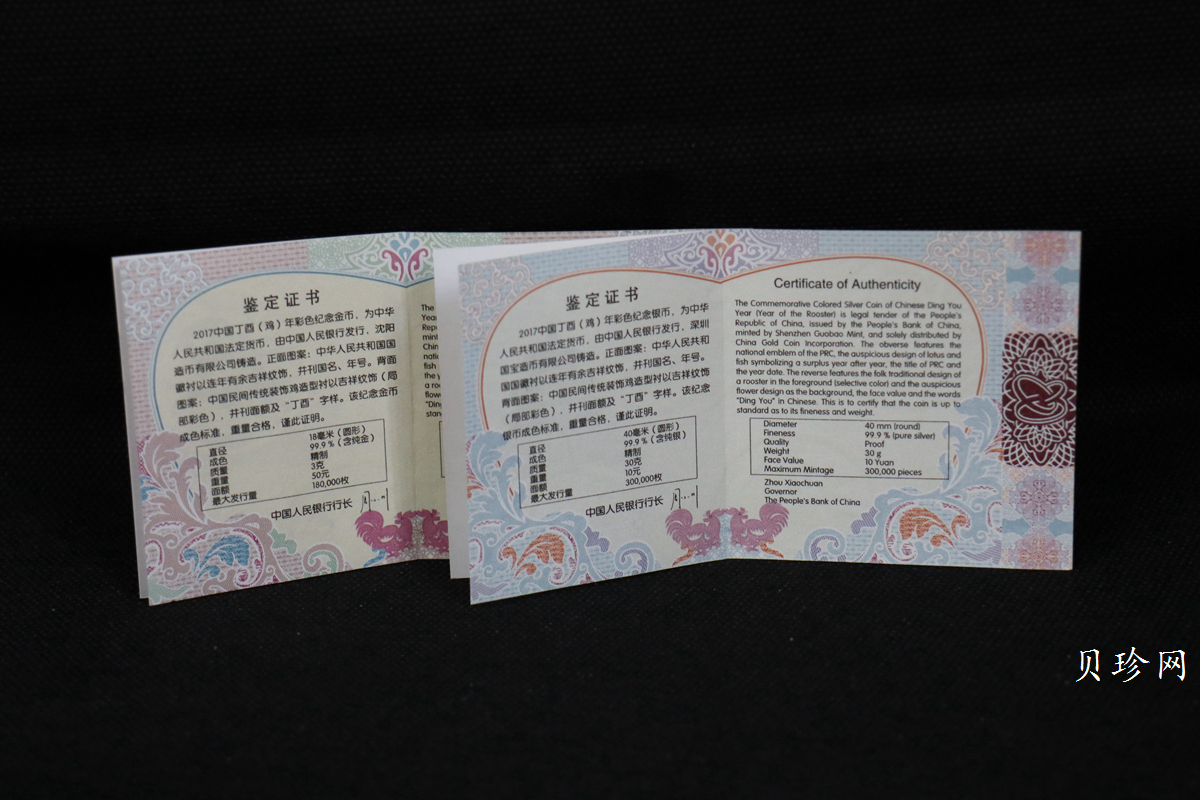 鉴定证书
2017中国丁酉（鸡）年彩色纪念金币，为中华
人民共和国法定货币，由中国人民银行发行，沈阳
造币有限公司铸造。正面图案：中华人民共和国国
徽衬以连年有余吉祥纹饰，并刊国名、年号。背面
图案：中国民间传统装饰鸡造型衬以吉祥纹饰（局
部彩色），并刊面额及“丁酉”字样。该纪念金币
成色标准，重量合格，谨此证明。
直径 18毫米（圆形）
成色 99.9％（含纯金）
质量 精制
重量 3克
面额 50元
最大发行量 180,000枚
中国人民银行行长
The
Year
Repu
mint
Chin
natio
fish
the y
a roo
flow
"Din
stand
鉴定证书
2017中国丁酉（鸡）年彩色纪念银币，为中华
人民共和国法定货币，由中国人民银行发行，深圳
国宝造币有限公司铸造。正面图案：中华人民共和
国国徽衬以连年有余吉祥纹饰，并刊国名、年号。
背面图案：中国民间传统装饰鸡造型衬以吉祥纹饰
（局部彩色），并刊面额及“丁酉”字样。该纪念
银币成色标准，重量合格，谨此证明。
直径 40毫米（圆形）
成色 99.9％（含纯银）
质量 精制
重量 30克
面额 10元
最大发行量 300,000枚
中国人民银行行长
Certificate of Authenticity
The Commemorative Colored Silver Coin of Chinese Ding You
Year (Year of the Rooster) is legal tender of the People's
Republic of China, issued by the People's Bank of China,
minted by Shenzhen Guobao Mint, and solely distributed by
China Gold Coin Incorporation. The obverse features the
national emblem of the PRC, the auspicious design of lotus and
fish symbolizing a surplus year after year, the title of PRC and
the year date. The reverse features the folk traditional design of
a rooster in the foreground (selective color) and the auspicious
flower design as the background, the face value and the words
"Ding You" in Chinese. This is to certify that the coin is up to
standard as to its fineness and weight.
Diameter 40 mm (round)
Fineness 99.9 % (pure silver)
Quality Proof
Weight 30 g
Face Value 10 Yuan
Maximum Mintage 300,000 pieces
Zhou Xiaochuan
Governor
The People's Bank of China
贝珍网